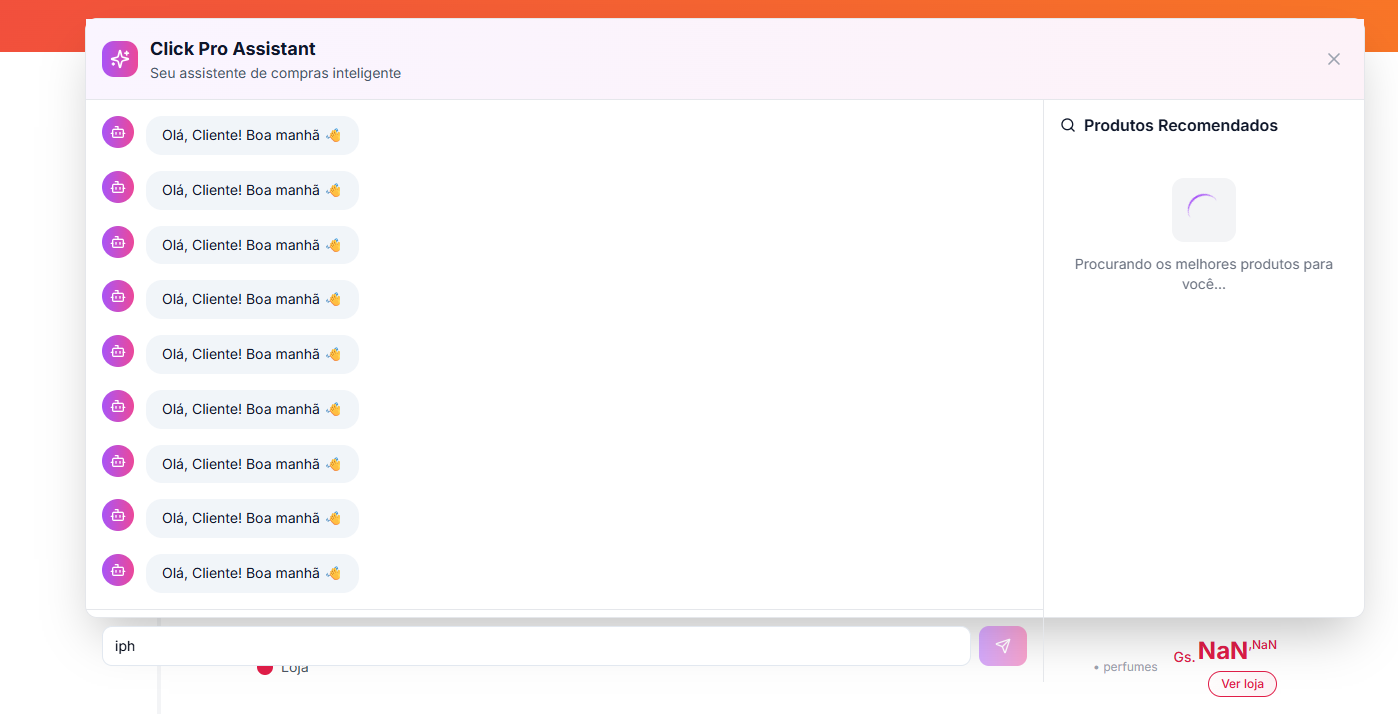 Click Pro Assistant
Seu assistente de compras inteligente
Olá, Cliente! Boa manhã 👋
Olá, Cliente! Boa manhã 👋
Olá, Cliente! Boa manhã 👋
Olá, Cliente! Boa manhã 👋
Olá, Cliente! Boa manhã 👋
Olá, Cliente! Boa manhã 👋
Olá, Cliente! Boa manhã 👋
Olá, Cliente! Boa manhã 👋
Olá, Cliente! Boa manhã 👋
Produtos Recomendados
Procurando os melhores produtos para
você...
iph
Loja
• perfumes
Gs. NaN,NaN
Ver loja